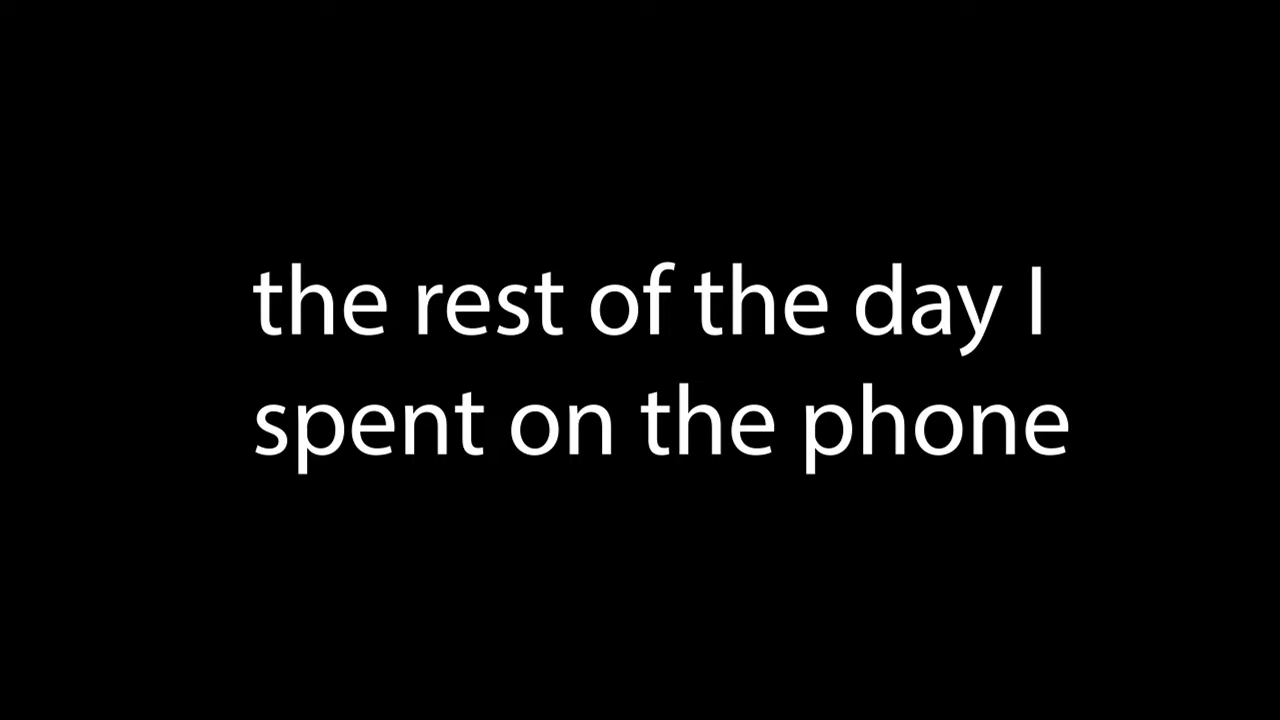 the rest of the day I
spent on the phone